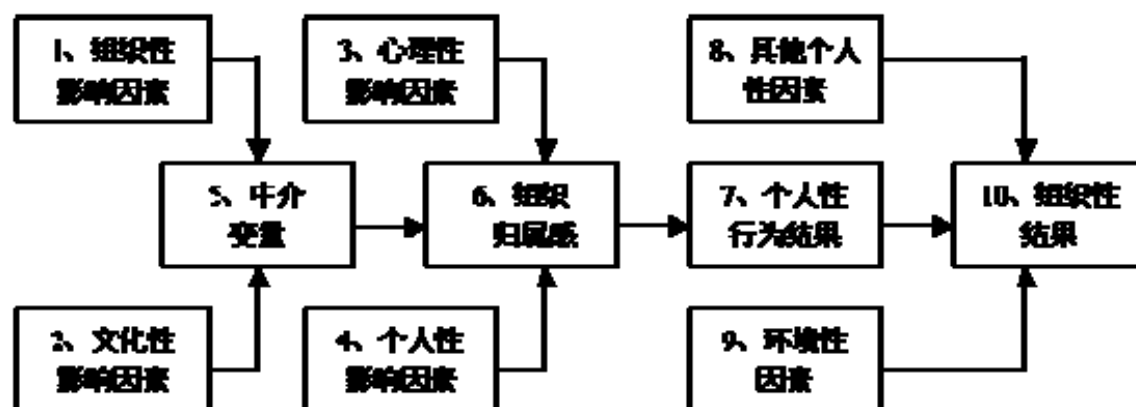 1、组织性
影响因素
3、心理性
影响因素
8、其他个人
性因素
5、中介
变量
6、组织
归属感
7、个人性
行为结果
10、组织性
结果
2、文化性
影响因素
4、个人性
影响因素
9、环境性
因素